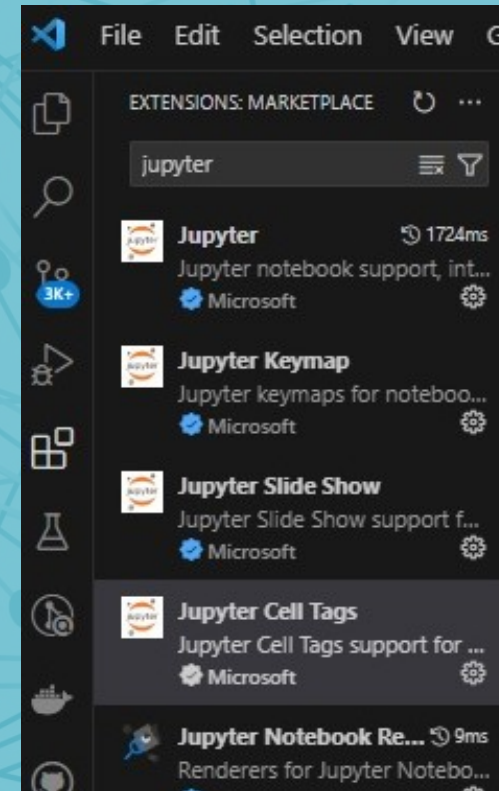 File Edit Selection View G
EXTENSIONS: MARKETPLACE
jupyter
Jupyter 1724ms
Jupyter notebook support, int...
Microsoft
3K+
Jupyter Keymap
Jupyter keymaps for noteboo...
Microsoft
Jupyter Slide Show
Jupyter Slide Show support f...
Microsoft
Jupyter Cell Tags
Jupyter Cell Tags support for ...
Microsoft
Jupyter Notebook Re... 9ms
Renderers for Jupyter Notebo...